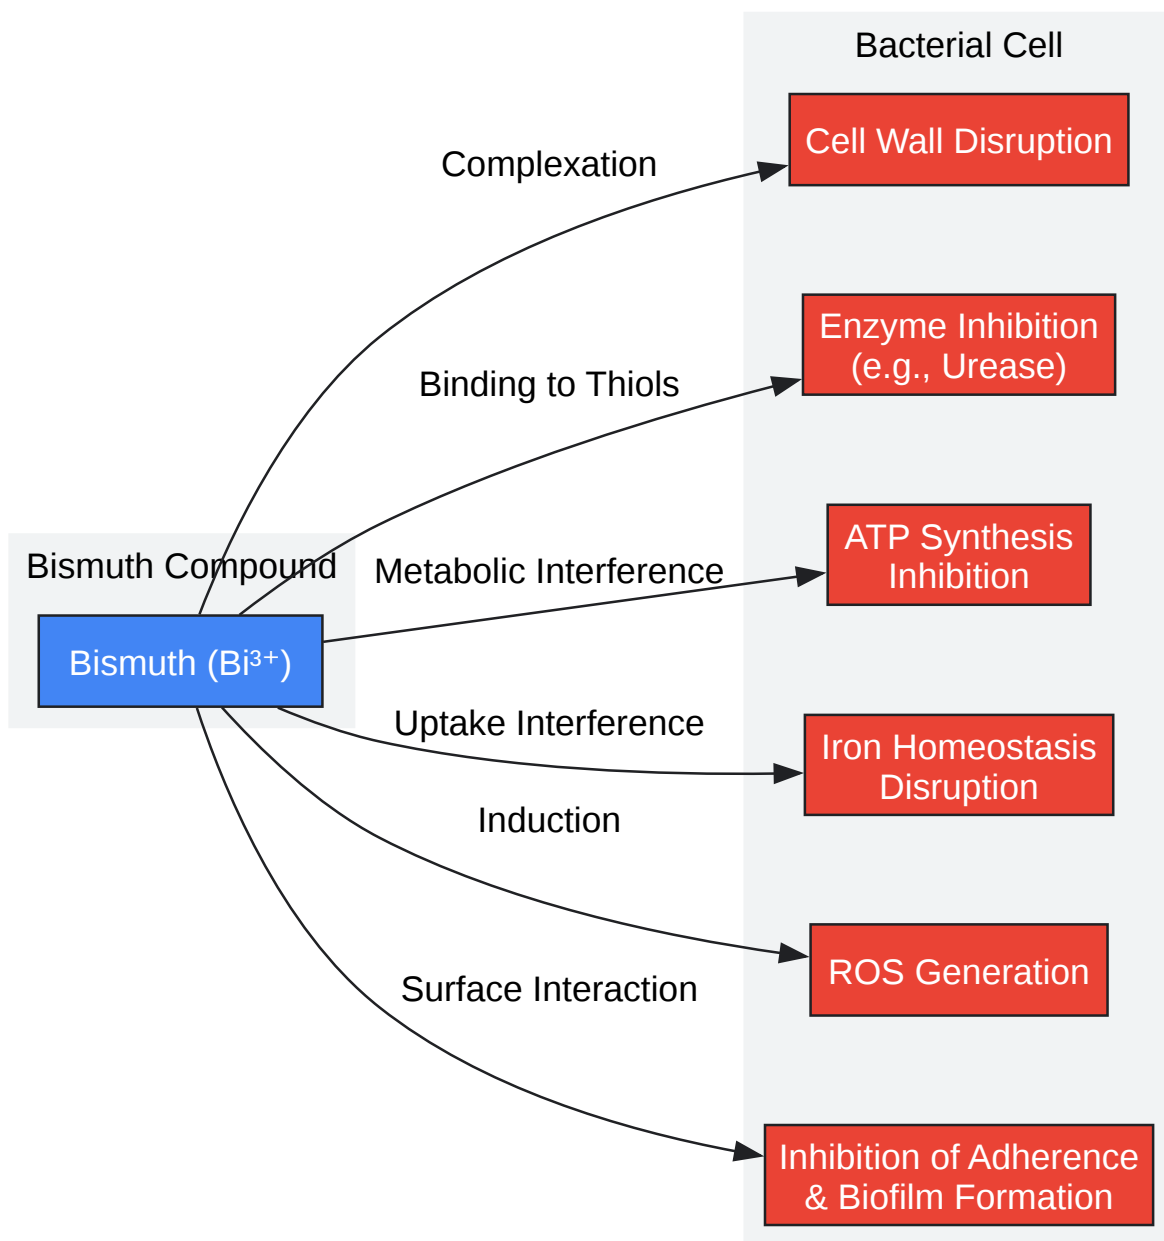 Bacterial Cell
Cell Wall Disruption
Complexation
Enzyme Inhibition
(e.g., Urease)
Binding to Thiols
ATP Synthesis
Inhibition
Bismuth Compound
Metabolic Interference
Bismuth (Bi³⁺)
Uptake Interference
Iron Homeostasis
Disruption
Induction
ROS Generation
Surface Interaction
Inhibition of Adherence
& Biofilm Formation